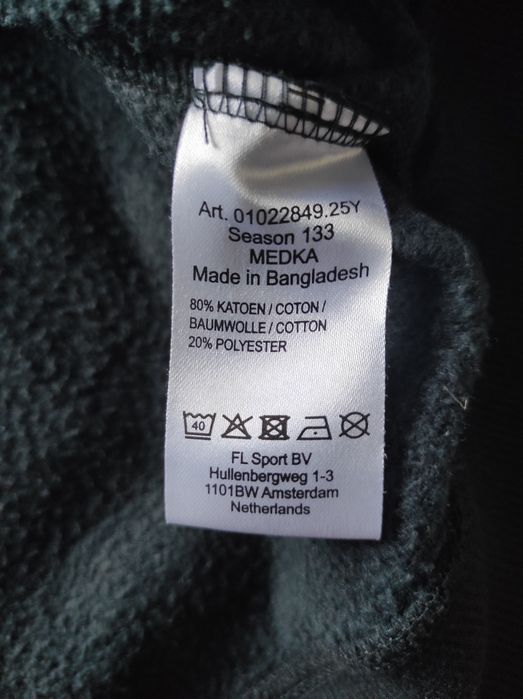 Art. 01022849.25Y
Season 133
MEDKA
Made in Bangladesh
80% KATOEN / COTON /
BAUMWOLLE / COTTON
20% POLYESTER
40
FL Sport BV
Hullenbergweg 1-3
1101BW Amsterdam
Netherlands